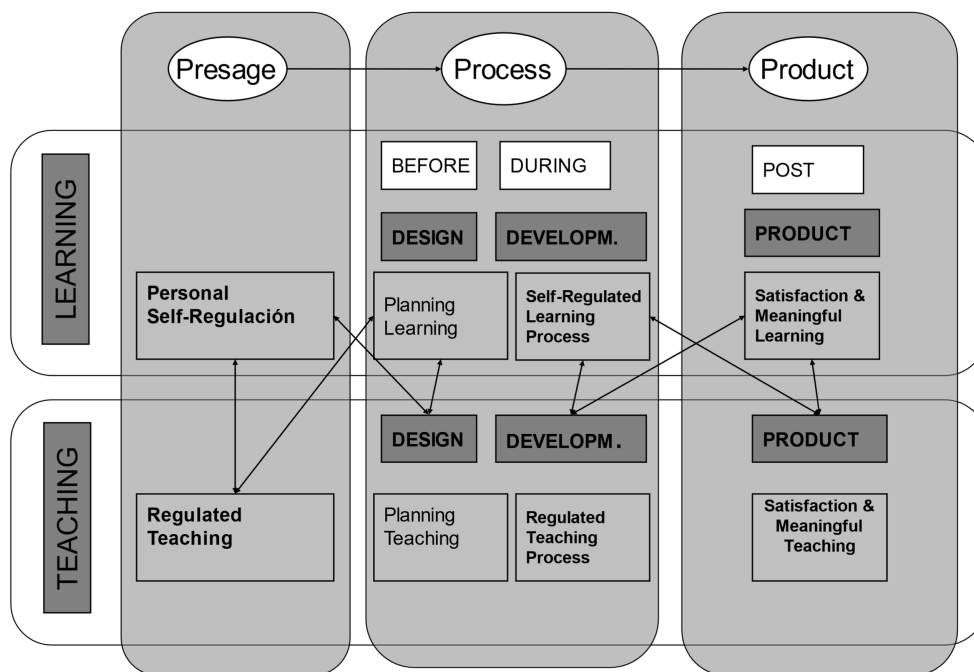 Presage
Process
Product
LEARNING
BEFORE
DURING
POST
DESIGN
DEVELOPM.
PRODUCT
Personal
Self-Regulación
Planning
Learning
Self-Regulated
Learning
Process
Satisfaction &
Meaningful
Learning
TEACHING
DESIGN
DEVELOPM.
PRODUCT
Regulated
Teaching
Planning
Teaching
Regulated
Teaching
Process
Satisfaction &
Meaningful
Teaching